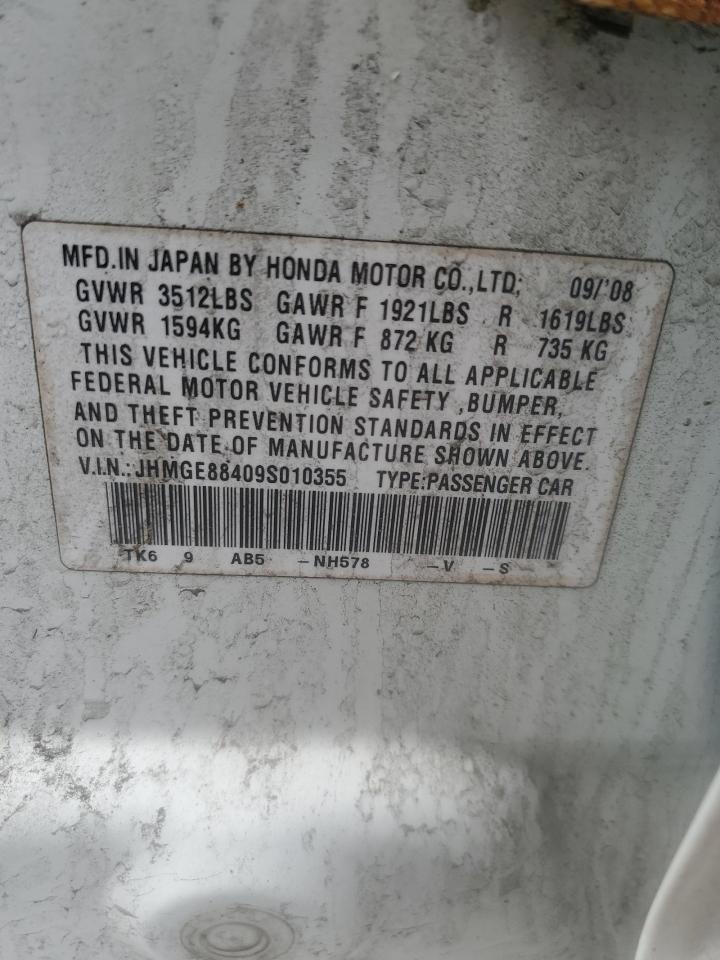 MFD.IN JAPAN BY HONDA MOTOR CO.,LTD; 09/'08
GVWR 3512LBS GAWR F 1921LBS R 1619LBS
GVWR 1594KG GAWR F 872 KG R 735 KG
THIS VEHICLE CONFORMS TO ALL APPLICABLE
FEDERAL MOTOR VEHICLE SAFETY ,BUMPER,
AND THEFT PREVENTION STANDARDS IN EFFECT
ON THE DATE OF MANUFACTURE SHOWN ABOVE.
V.I.N.: JHMGE88409S010355 TYPE:PASSENGER CAR
TK6 9 AB5 -NH578 -V -S